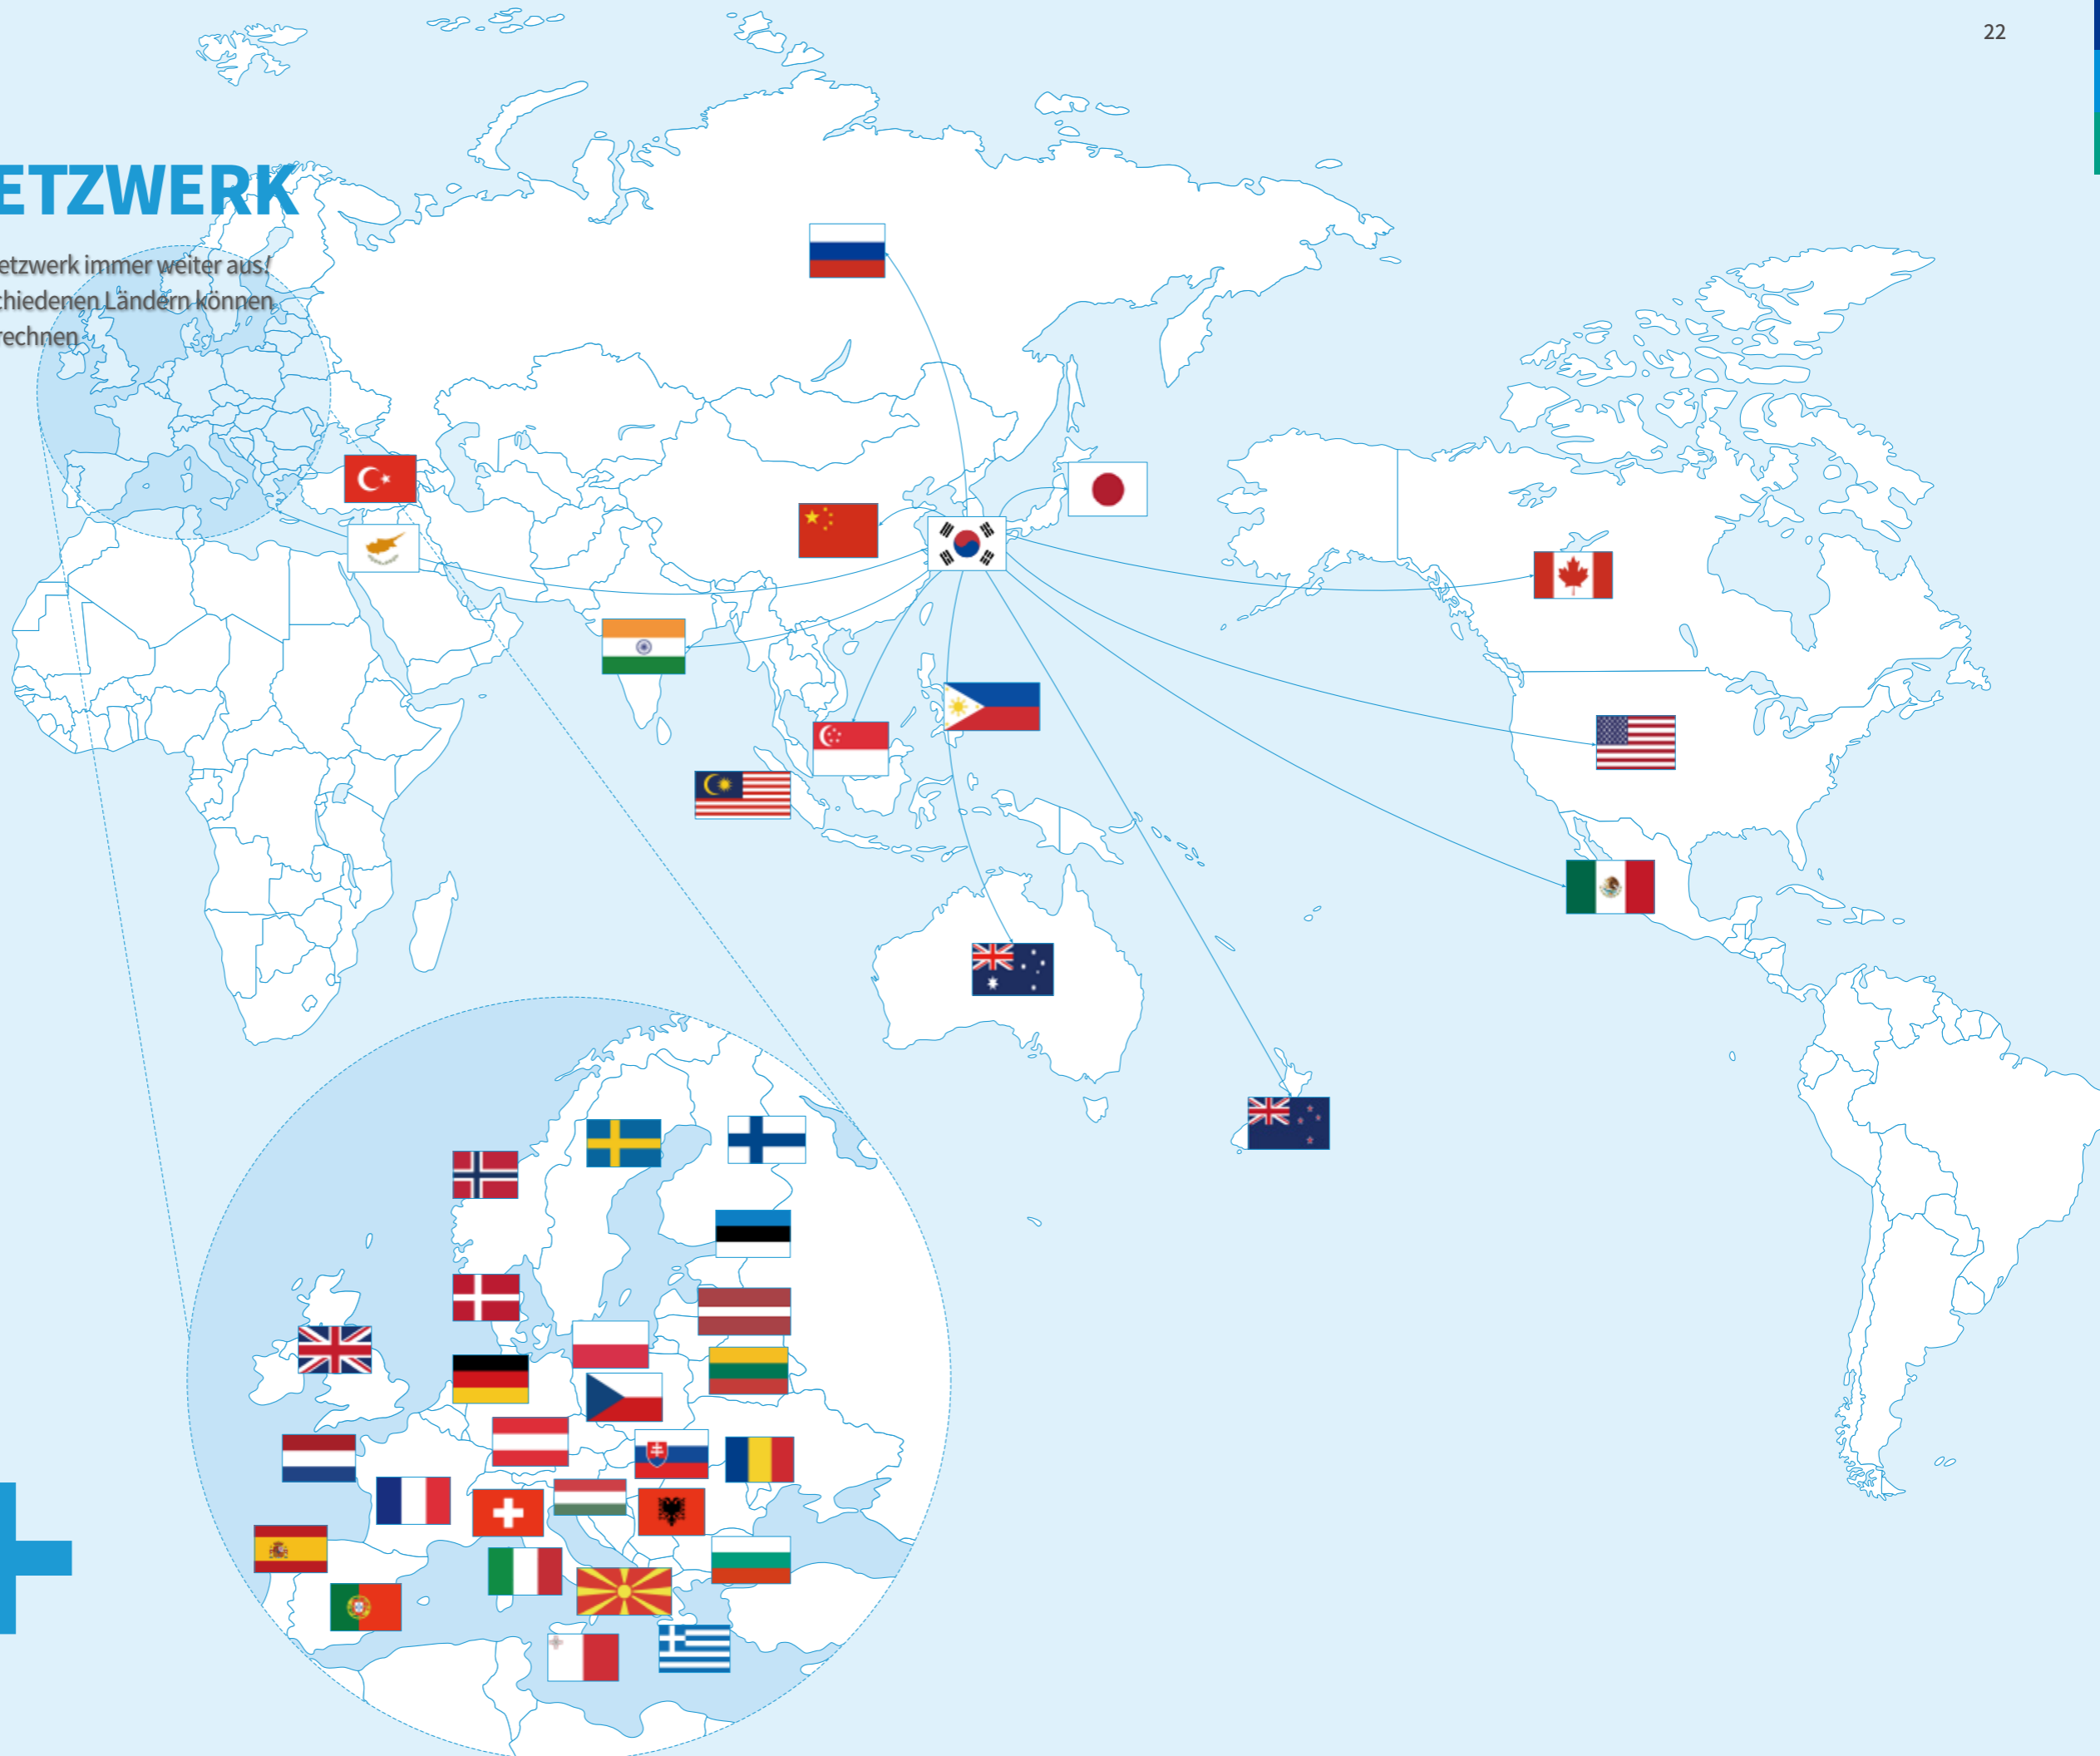 22
ETZWERK
etzwerk immer weiter aus!
chiedenen Ländern können
rechnen
+